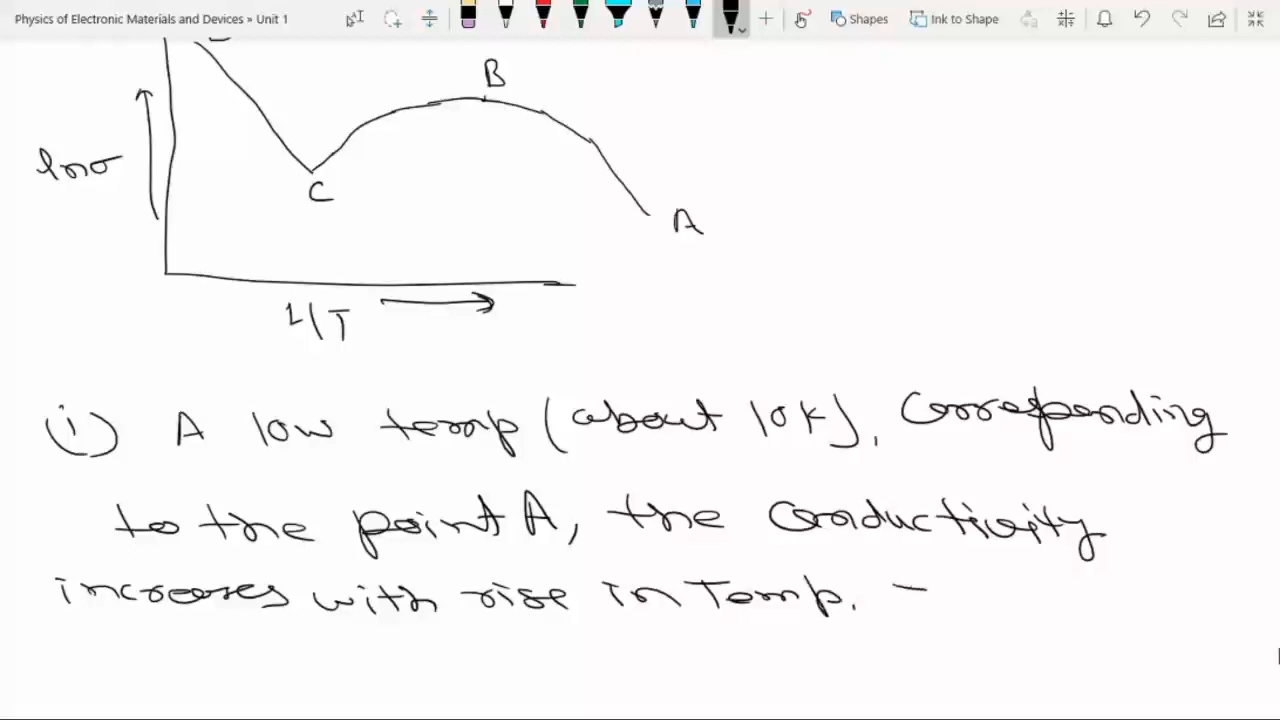 Physics of Electronic Materials and Devices » Unit 1
Shapes
Ink to Shape
B
lnσ
C
A
1/T
(i) A low temp (about 10K), Corresponding
to the point A, the Conductivity
increases with rise in Temp.